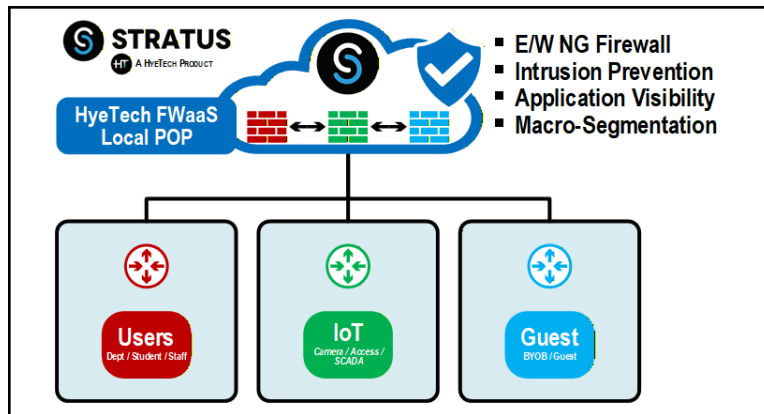 STRATUS
HT A HYETECH PRODUCT
▪ E/W NG Firewall
▪ Intrusion Prevention
▪ Application Visibility
▪ Macro-Segmentation
HyeTech FWaaS
Local POP
Users
Dept / Student / Staff
IoT
Camera / Access /
SCADA
Guest
BYOB / Guest